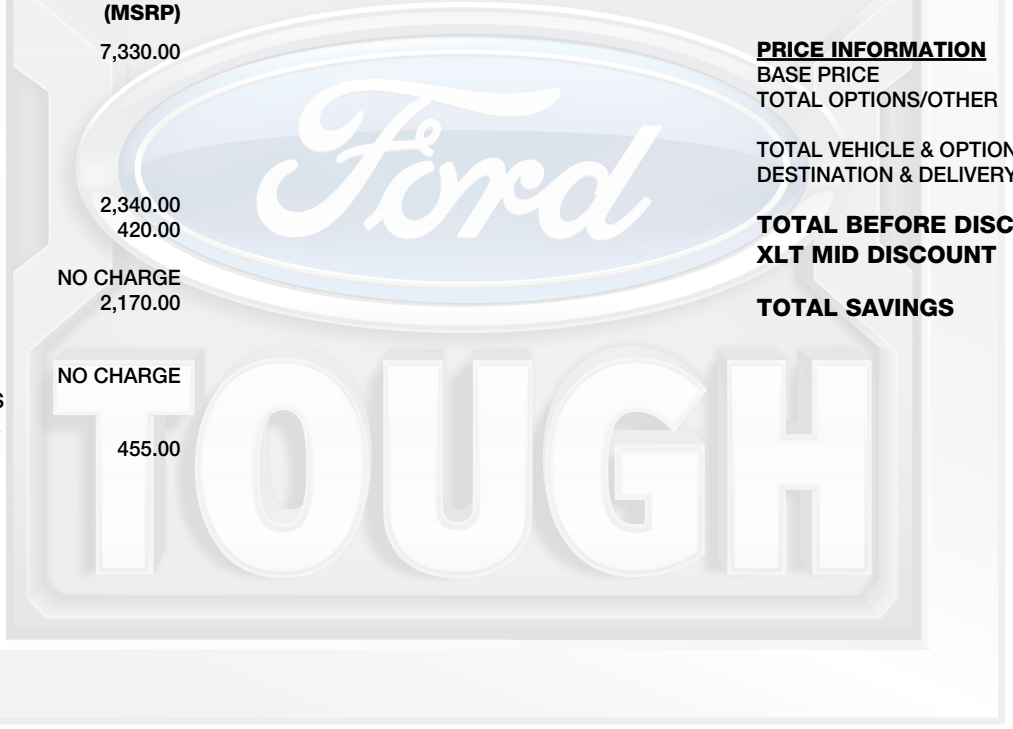 (MSRP)
7,330.00
2,340.00
420.00
NO CHARGE
2,170.00
NO CHARGE
S
455.00
PRICE INFORMATION
BASE PRICE
TOTAL OPTIONS/OTHER
TOTAL VEHICLE & OPTION
DESTINATION & DELIVERY
TOTAL BEFORE DISC
XLT MID DISCOUNT
TOTAL SAVINGS
Ford
TOUGH